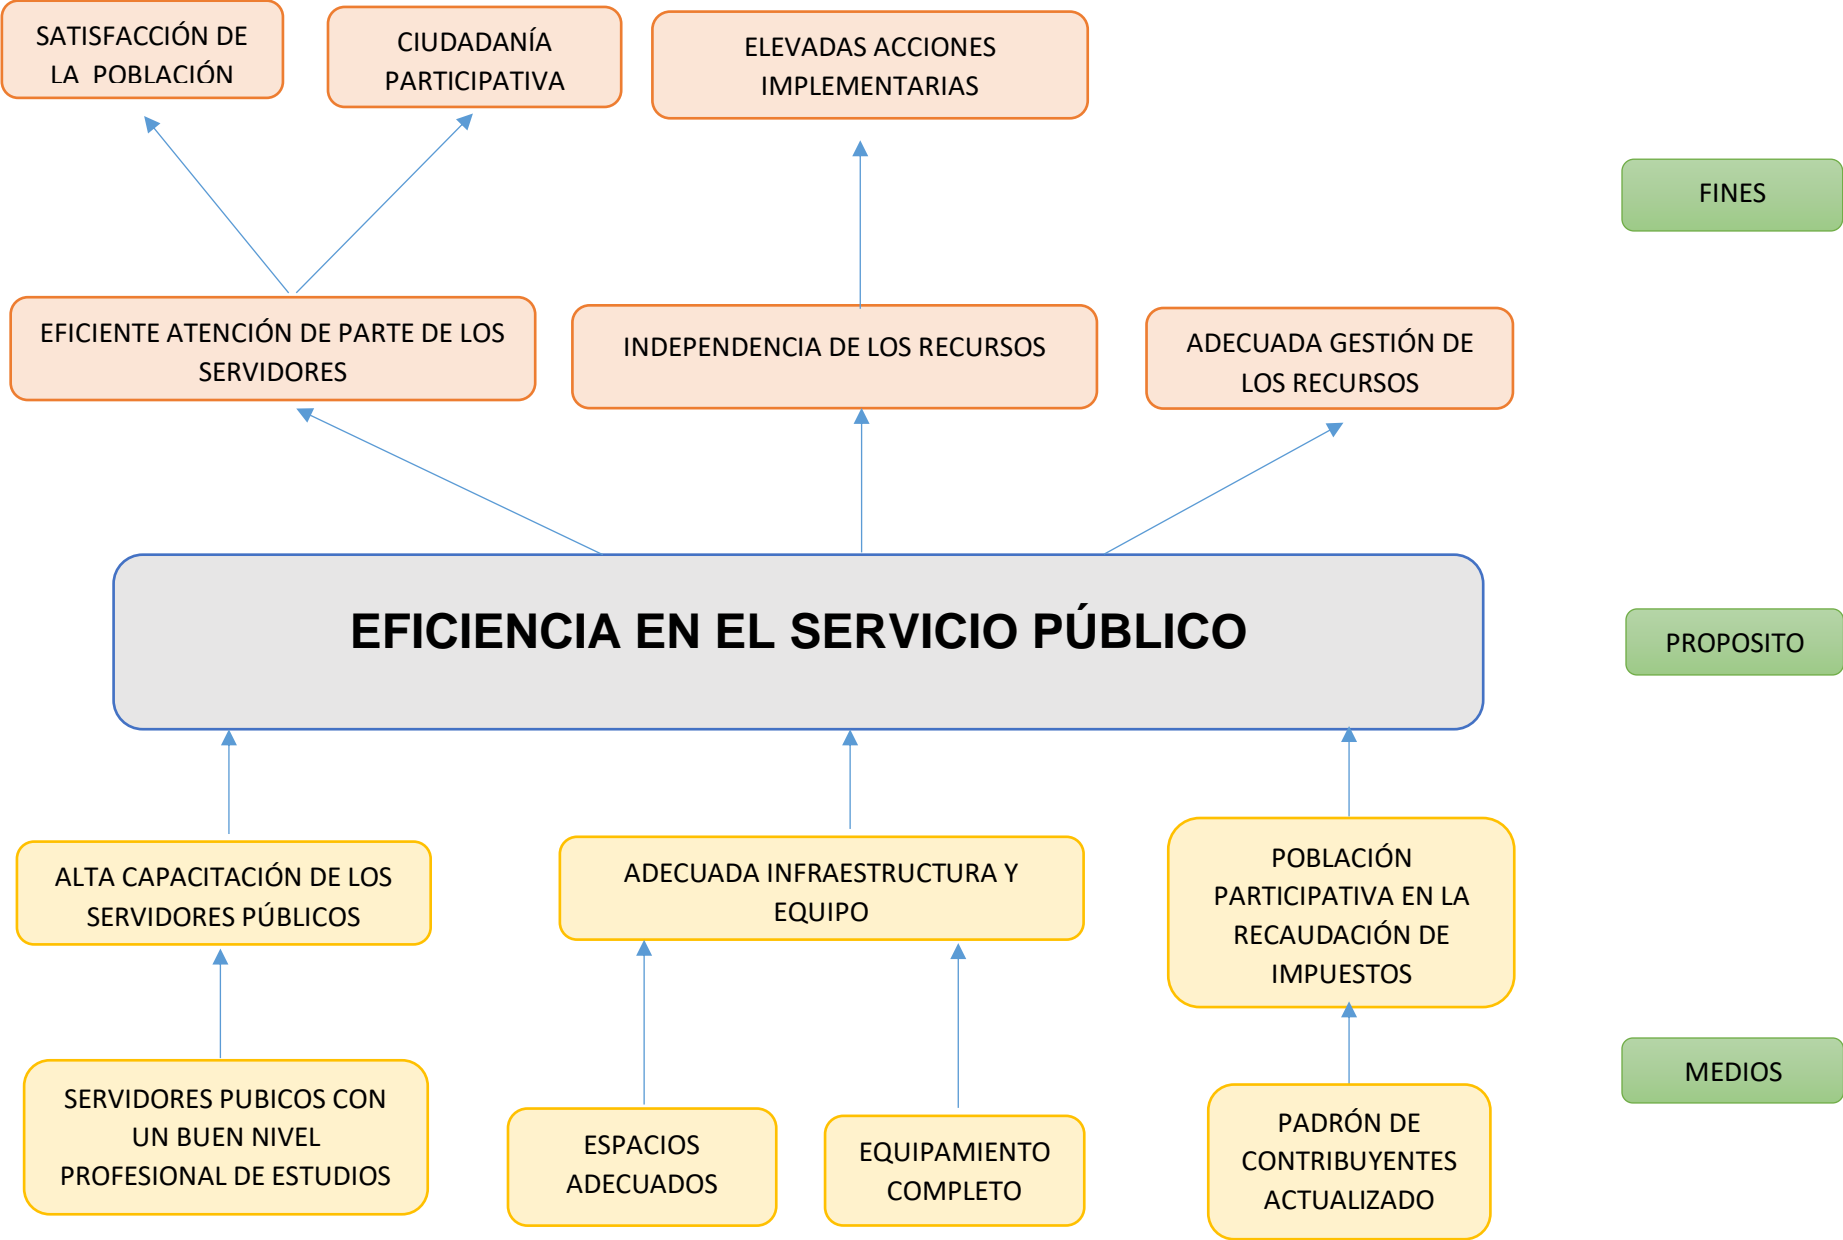 SATISFACCIÓN DE
LA POBLACIÓN
CIUDADANÍA
PARTICIPATIVA
ELEVADAS ACCIONES
IMPLEMENTARIAS
FINES
EFICIENTE ATENCIÓN DE PARTE DE LOS
SERVIDORES
INDEPENDENCIA DE LOS RECURSOS
ADECUADA GESTIÓN DE
LOS RECURSOS
EFICIENCIA EN EL SERVICIO PÚBLICO
PROPOSITO
ALTA CAPACITACIÓN DE LOS
SERVIDORES PÚBLICOS
ADECUADA INFRAESTRUCTURA Y
EQUIPO
POBLACIÓN
PARTICIPATIVA EN LA
RECAUDACIÓN DE
IMPUESTOS
MEDIOS
SERVIDORES PUBICOS CON
UN BUEN NIVEL
PROFESIONAL DE ESTUDIOS
ESPACIOS
ADECUADOS
EQUIPAMIENTO
COMPLETO
PADRÓN DE
CONTRIBUYENTES
ACTUALIZADO